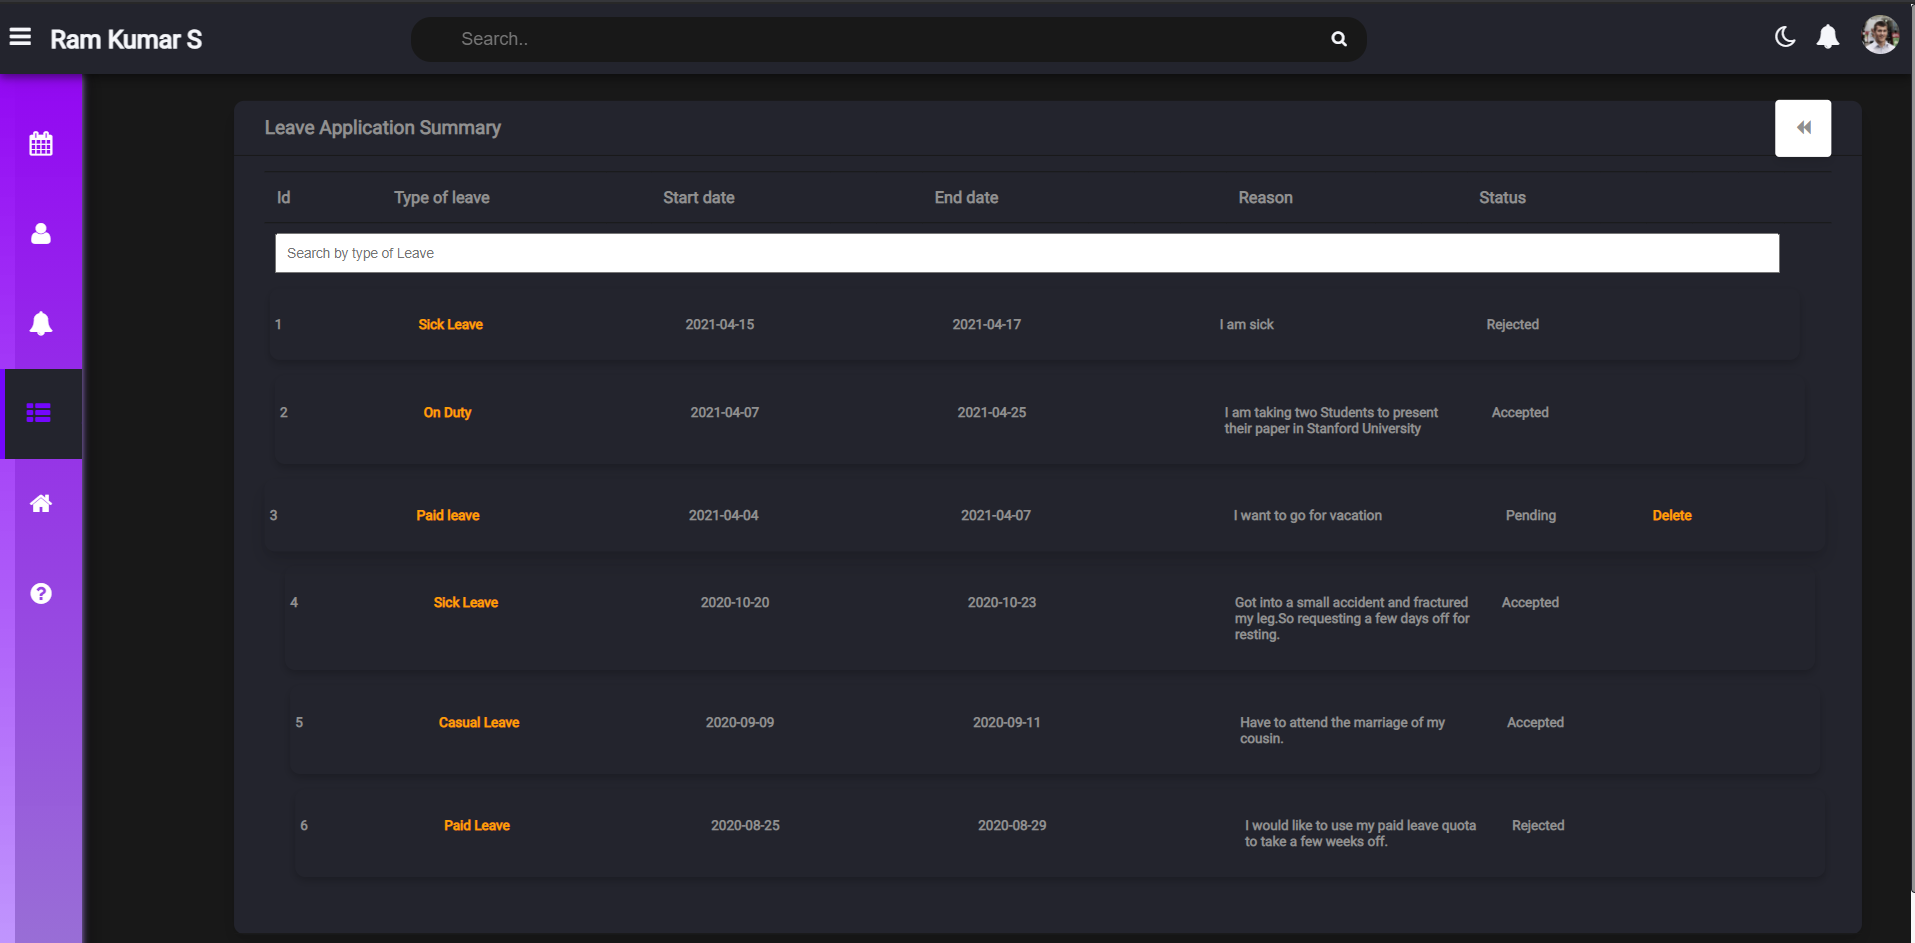 Ram Kumar S
Search..
Leave Application Summary
Id Type of leave Start date End date Reason Status
Search by type of Leave
1 Sick Leave 2021-04-15 2021-04-17 I am sick Rejected
2 On Duty 2021-04-07 2021-04-25 I am taking two Students to present Accepted
their paper in Stanford University
3 Paid leave 2021-04-04 2021-04-07 I want to go for vacation Pending Delete
4 Sick Leave 2020-10-20 2020-10-23 Got into a small accident and fractured Accepted
my leg.So requesting a few days off for
resting.
5 Casual Leave 2020-09-09 2020-09-11 Have to attend the marriage of my Accepted
cousin.
6 Paid Leave 2020-08-25 2020-08-29 I would like to use my paid leave quota Rejected
to take a few weeks off.